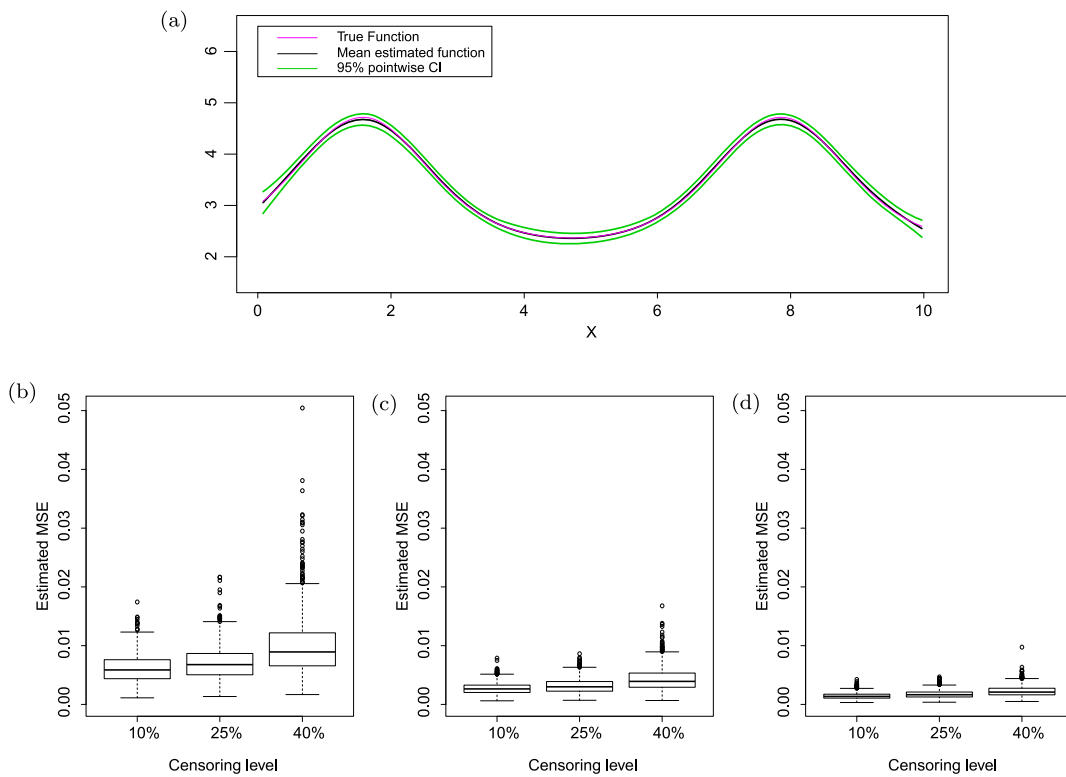 (a)
True Function
Mean estimated function
95% pointwise CI
6
5
4
3
2
0 2 4 6 8 10
X
(b)
Estimated MSE
0.05
0.04
0.03
0.02
0.01
0.00
10% 25% 40%
Censoring level
(c)
Estimated MSE
0.05
0.04
0.03
0.02
0.01
0.00
10% 25% 40%
Censoring level
(d)
Estimated MSE
0.05
0.04
0.03
0.02
0.01
0.00
10% 25% 40%
Censoring level